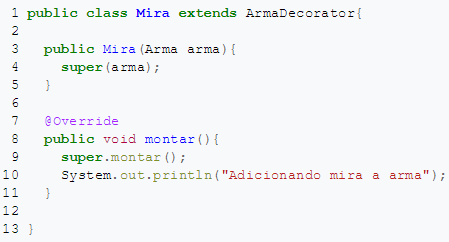 1 public class Mira extends ArmaDecorator{
2
3   public Mira(Arma arma){
4     super(arma);
5   }
6
7   @Override
8   public void montar(){
9     super.montar();
10     System.out.println("Adicionando mira a arma");
11   }
12
13 }